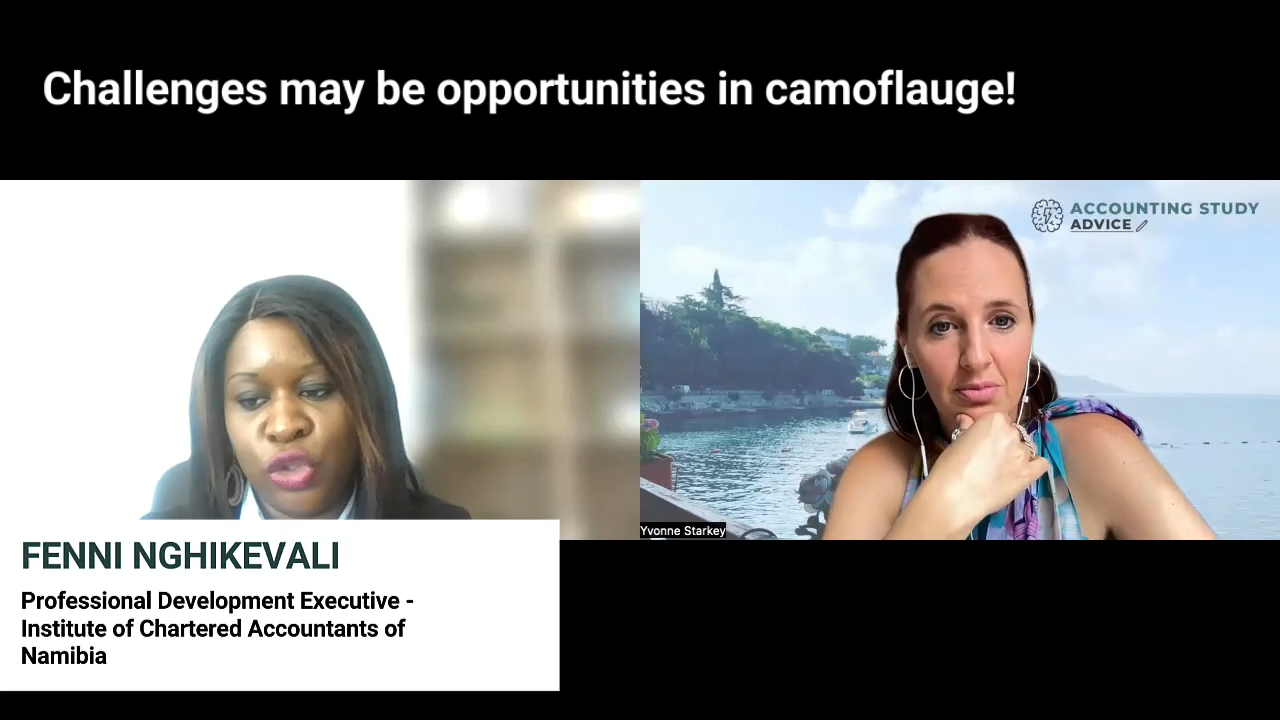 Challenges may be opportunities in camoflauge!
ACCOUNTING STUDY
ADVICE
Yvonne Starkey
FENNI NGHIKEVALI
Professional Development Executive -
Institute of Chartered Accountants of
Namibia